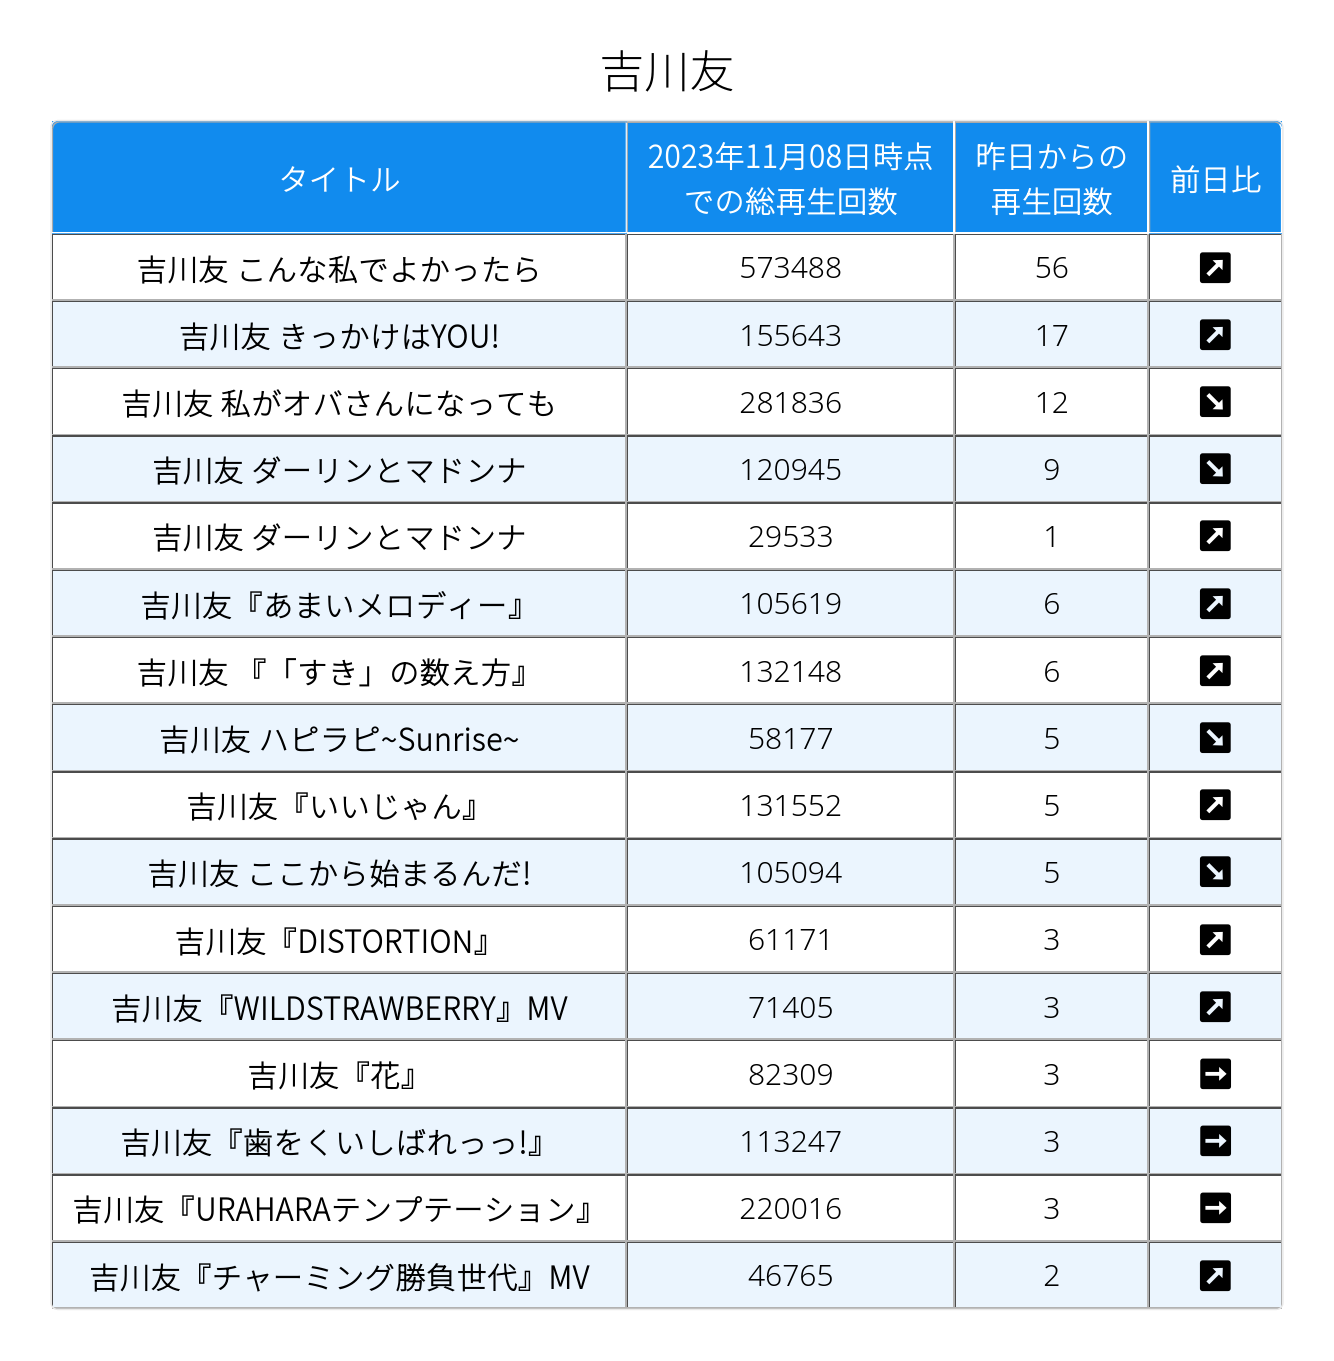 吉川友
タイトル 2023年11月08日時点での総再生回数 昨日からの再生回数 前日比
吉川友 こんな私でよかったら 573488 56 ↗
吉川友 きっかけはYOU! 155643 17 ↗
吉川友 私がオバさんになっても 281836 12 ↘
吉川友 ダーリンとマドンナ 120945 9 ↘
吉川友 ダーリンとマドンナ 29533 1 ↗
吉川友『あまいメロディー』 105619 6 ↗
吉川友 『「すき」の数え方』 132148 6 ↗
吉川友 ハピラピ~Sunrise~ 58177 5 ↘
吉川友『いいじゃん』 131552 5 ↗
吉川友 ここから始まるんだ! 105094 5 ↘
吉川友『DISTORTION』 61171 3 ↗
吉川友『WILDSTRAWBERRY』MV 71405 3 ↗
吉川友『花』 82309 3 →
吉川友『歯をくいしばれっっ!』 113247 3 →
吉川友『URAHARAテンプテーション』 220016 3 →
吉川友『チャーミング勝負世代』MV 46765 2 ↗